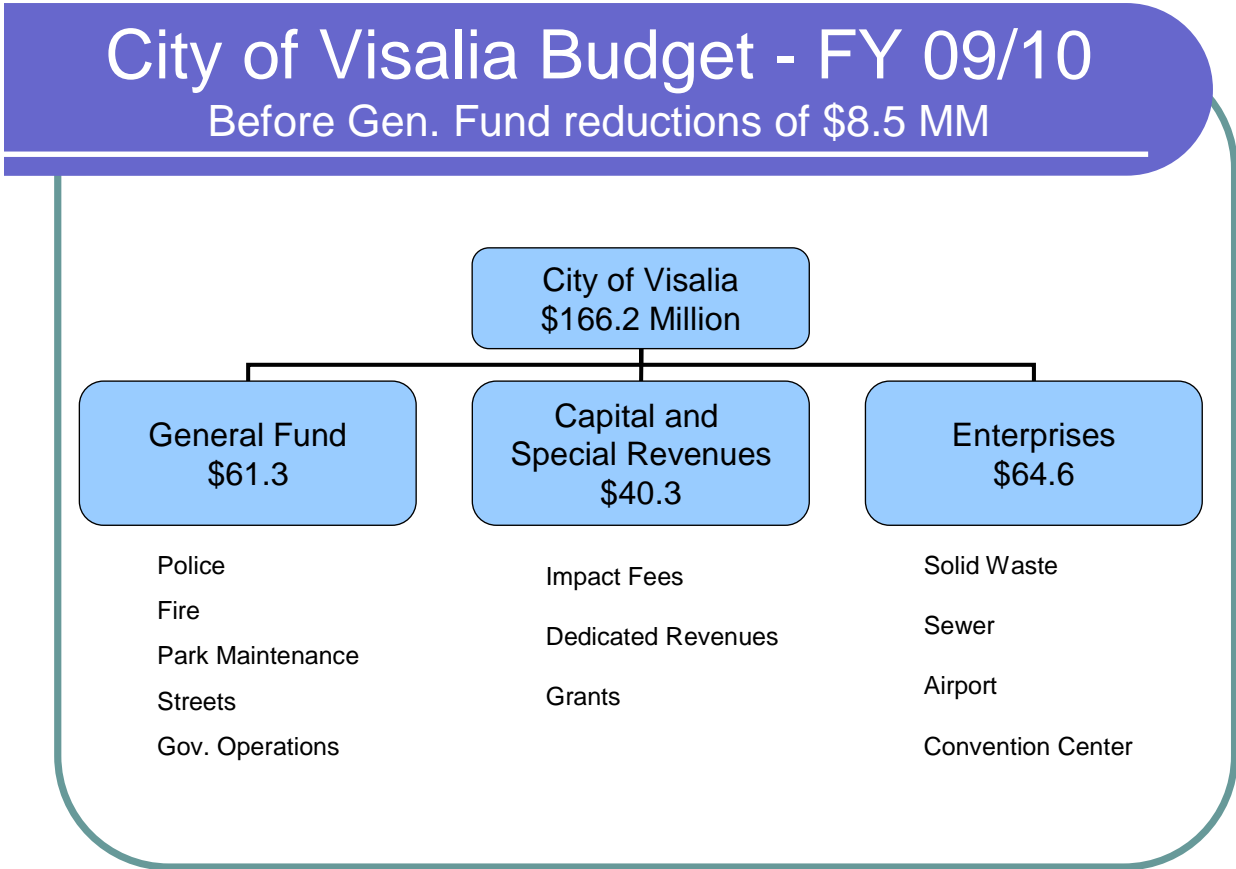 City of Visalia Budget - FY 09/10
Before Gen. Fund reductions of $8.5 MM
City of Visalia
$166.2 Million
General Fund
$61.3
Capital and
Special Revenues
$40.3
Enterprises
$64.6
Police
Fire
Park Maintenance
Streets
Gov. Operations
Impact Fees
Dedicated Revenues
Grants
Solid Waste
Sewer
Airport
Convention Center